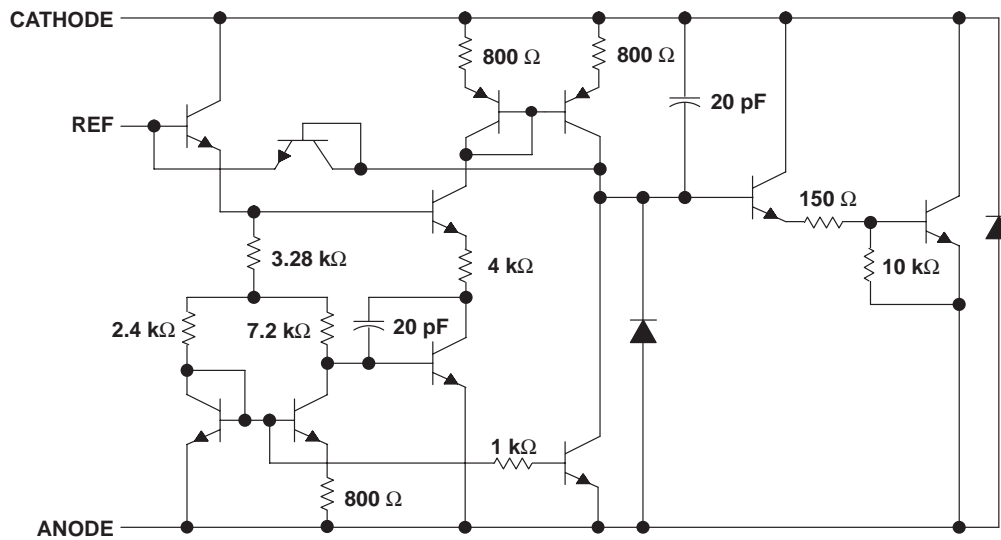 CATHODE
800 Ω
800 Ω
20 pF
REF
150 Ω
3.28 kΩ
4 kΩ
10 kΩ
2.4 kΩ
7.2 kΩ
20 pF
1 kΩ
800 Ω
ANODE